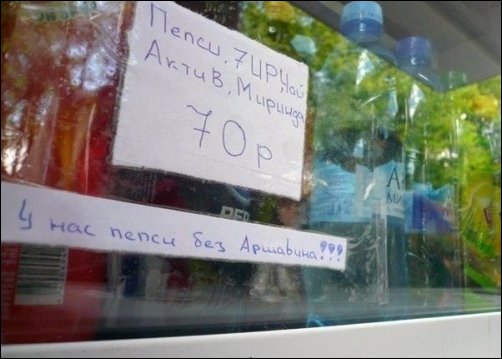 Пепси, 7UP, Чай
Актив, Миринда
70р
У нас пепси без Аршавина!!!